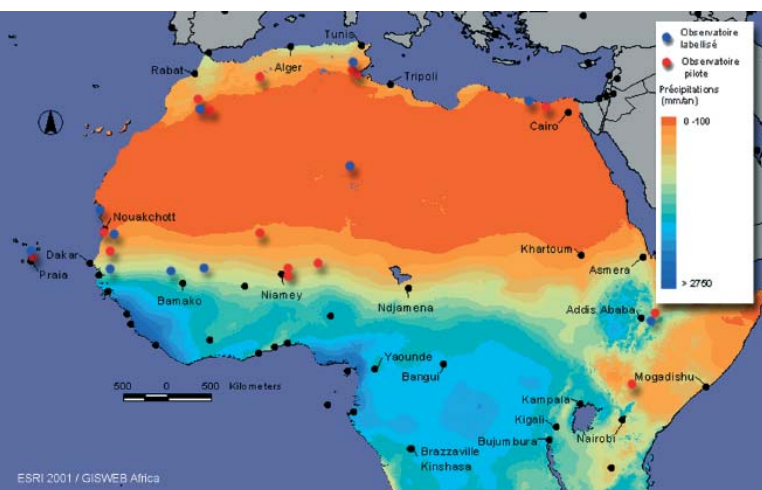 Observatoire
labellisé
Observatoire
pilote
Précipitations
(mm/an)
0 -100
> 2750
Tunis
Alger
Rabat
Tripoli
Cairo
Nouakchott
Dakar
Praia
Khartoum
Asmera
Bamako
Niamey
Ndjamena
Addis Ababa
Yaounde
Bangui
Mogadishu
500 0 500 Kilometers
Kampala
Kigali
Nairobi
Bujumbura
Brazzaville
Kinshasa
ESRI 2001 / GISWEB Africa